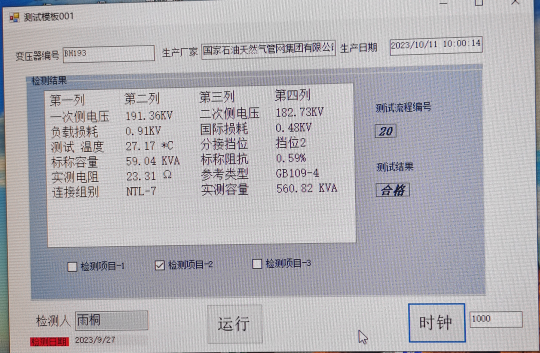 测试模板001
变压器编号 BM193 生产厂家 国家石油天然气管网集团有限公 生产日期 2023/10/11 10:00:14
检测结果
第一列 第二列 第三列 第四列
一次侧电压 191.36KV 二次侧电压 182.73KV
负载损耗 0.91KV 国际损耗 0.48KV
测试 温度 27.17 *C 分接挡位 挡位2
标称容量 59.04 KVA 标称阻抗 0.59%
实测电阻 23.31 Ω 参考类型 GB109-4
连接组别 NTL-7 实测容量 560.82 KVA
测试流程编号
20
测试结果
合格
检测项目-1 检测项目-2 检测项目-3
检测人 雨桐 运行 时钟 1000
检测日期 2023/9/27